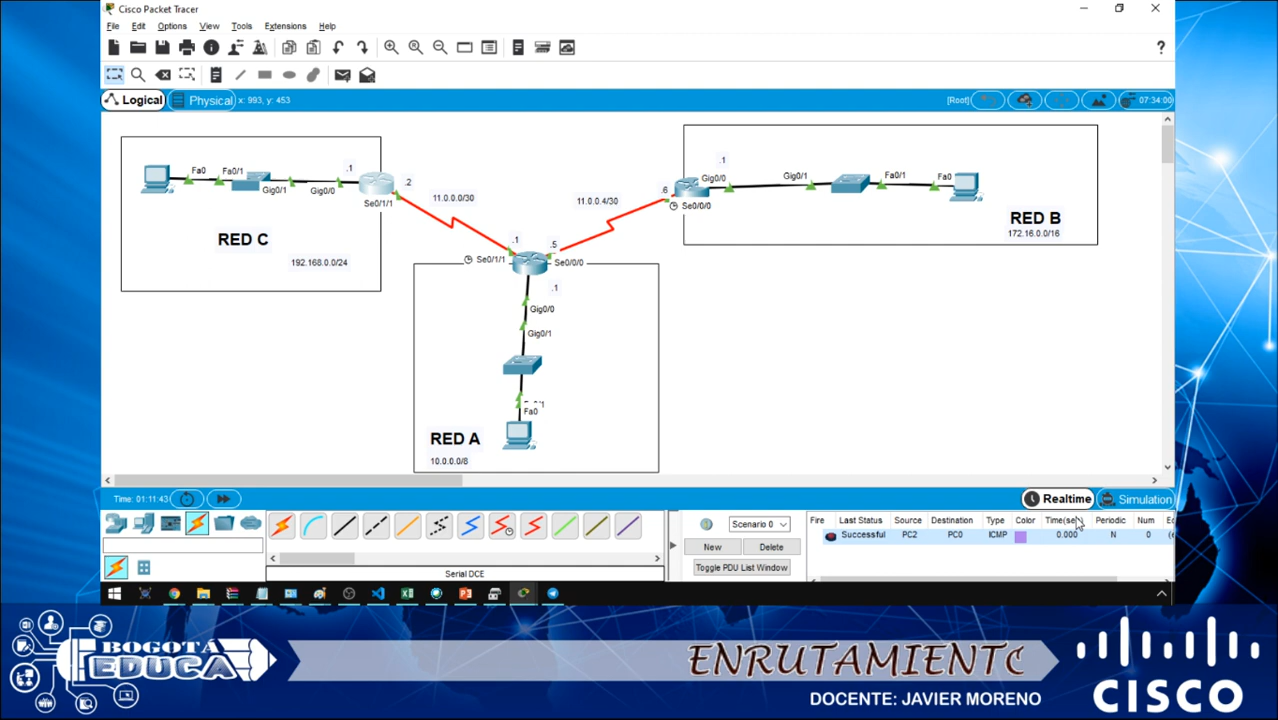 Cisco Packet Tracer
File Edit Options View Tools Extensions Help
?
Logical Physical x: 993, y: 453 [Root] 07:34:00
Fa0 Fa0/1 Gig0/1 Gig0/0 .1 .2 Se0/1/1
11.0.0.0/30
RED C
192.168.0.0/24
11.0.0.4/30
.6 .1 Gig0/0 Se0/0/0 Gig0/1 Fa0/1 Fa0
RED B
172.16.0.0/16
.1 .5
Se0/1/1 Se0/0/0
.1
Gig0/0
Gig0/1
Fa0
RED A
10.0.0.0/8
Time: 01:11:43 Realtime Simulation
Scenario 0
New Delete
Toggle PDU List Window
Serial DCE
Fire Last Status Source Destination Type Color Time(sec) Periodic Num
Successful PC2 PC0 ICMP 0.000 N 0
BOGOTÁ
EDUCA
ENRUTAMIENTO
DOCENTE: JAVIER MORENO
CISCO